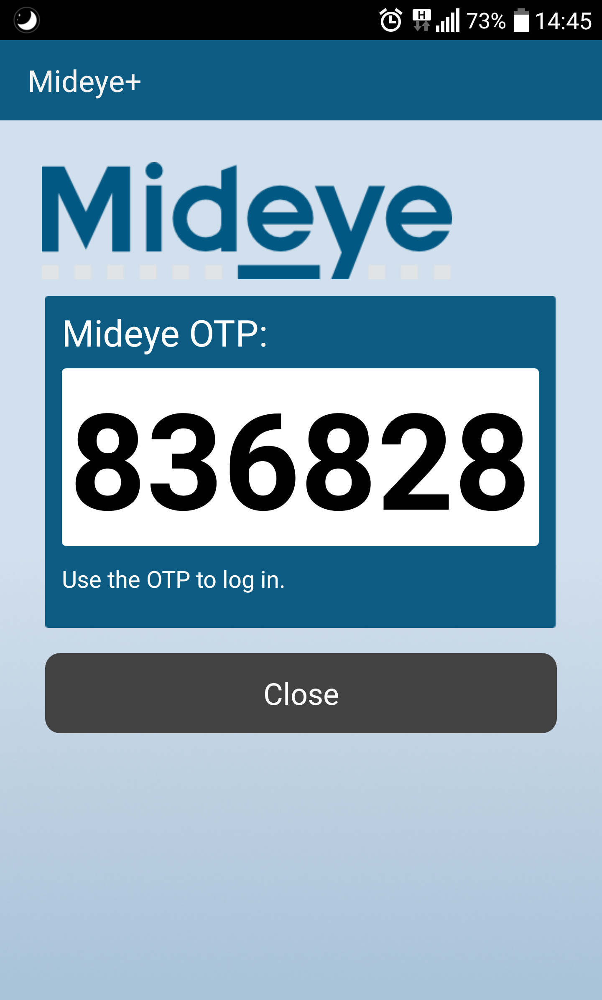 H 73% 14:45
Mideye+
Mideye
Mideye OTP:
836828
Use the OTP to log in.
Close